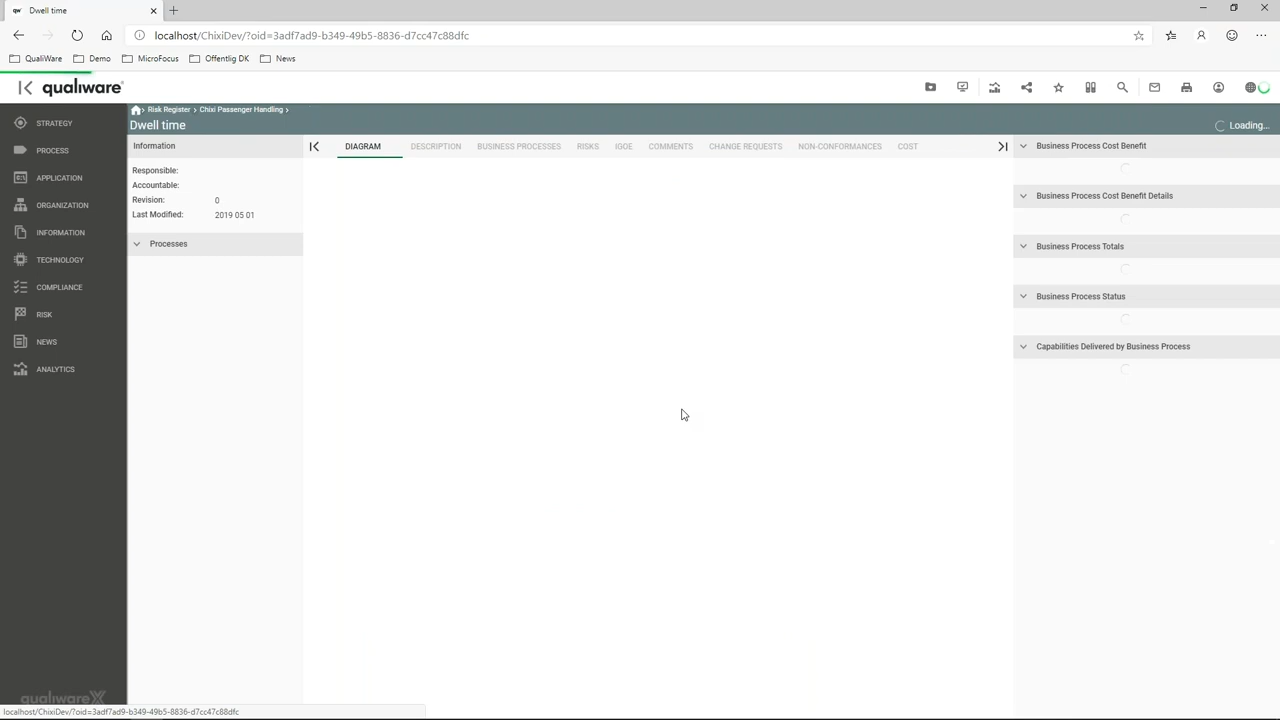 qw Dwell time
localhost/ChixiDev/?oid=3adf7ad9-b349-49b5-8836-d7cc47c88dfc
QualiWare Demo MicroFocus Offentlig DK News
qualiware
Risk Register Chixi Passenger Handling
Dwell time
Loading...
STRATEGY
PROCESS
APPLICATION
ORGANIZATION
INFORMATION
TECHNOLOGY
COMPLIANCE
RISK
NEWS
ANALYTICS
Information
Responsible:
Accountable:
Revision: 0
Last Modified: 2019 05 01
Processes
DIAGRAM DESCRIPTION BUSINESS PROCESSES RISKS IGOE COMMENTS CHANGE REQUESTS NON-CONFORMANCES COST
Business Process Cost Benefit
Business Process Cost Benefit Details
Business Process Totals
Business Process Status
Capabilities Delivered by Business Process
qualiware X
localhost/ChixiDev/?oid=3adf7ad9-b349-49b5-8836-d7cc47c88dfc